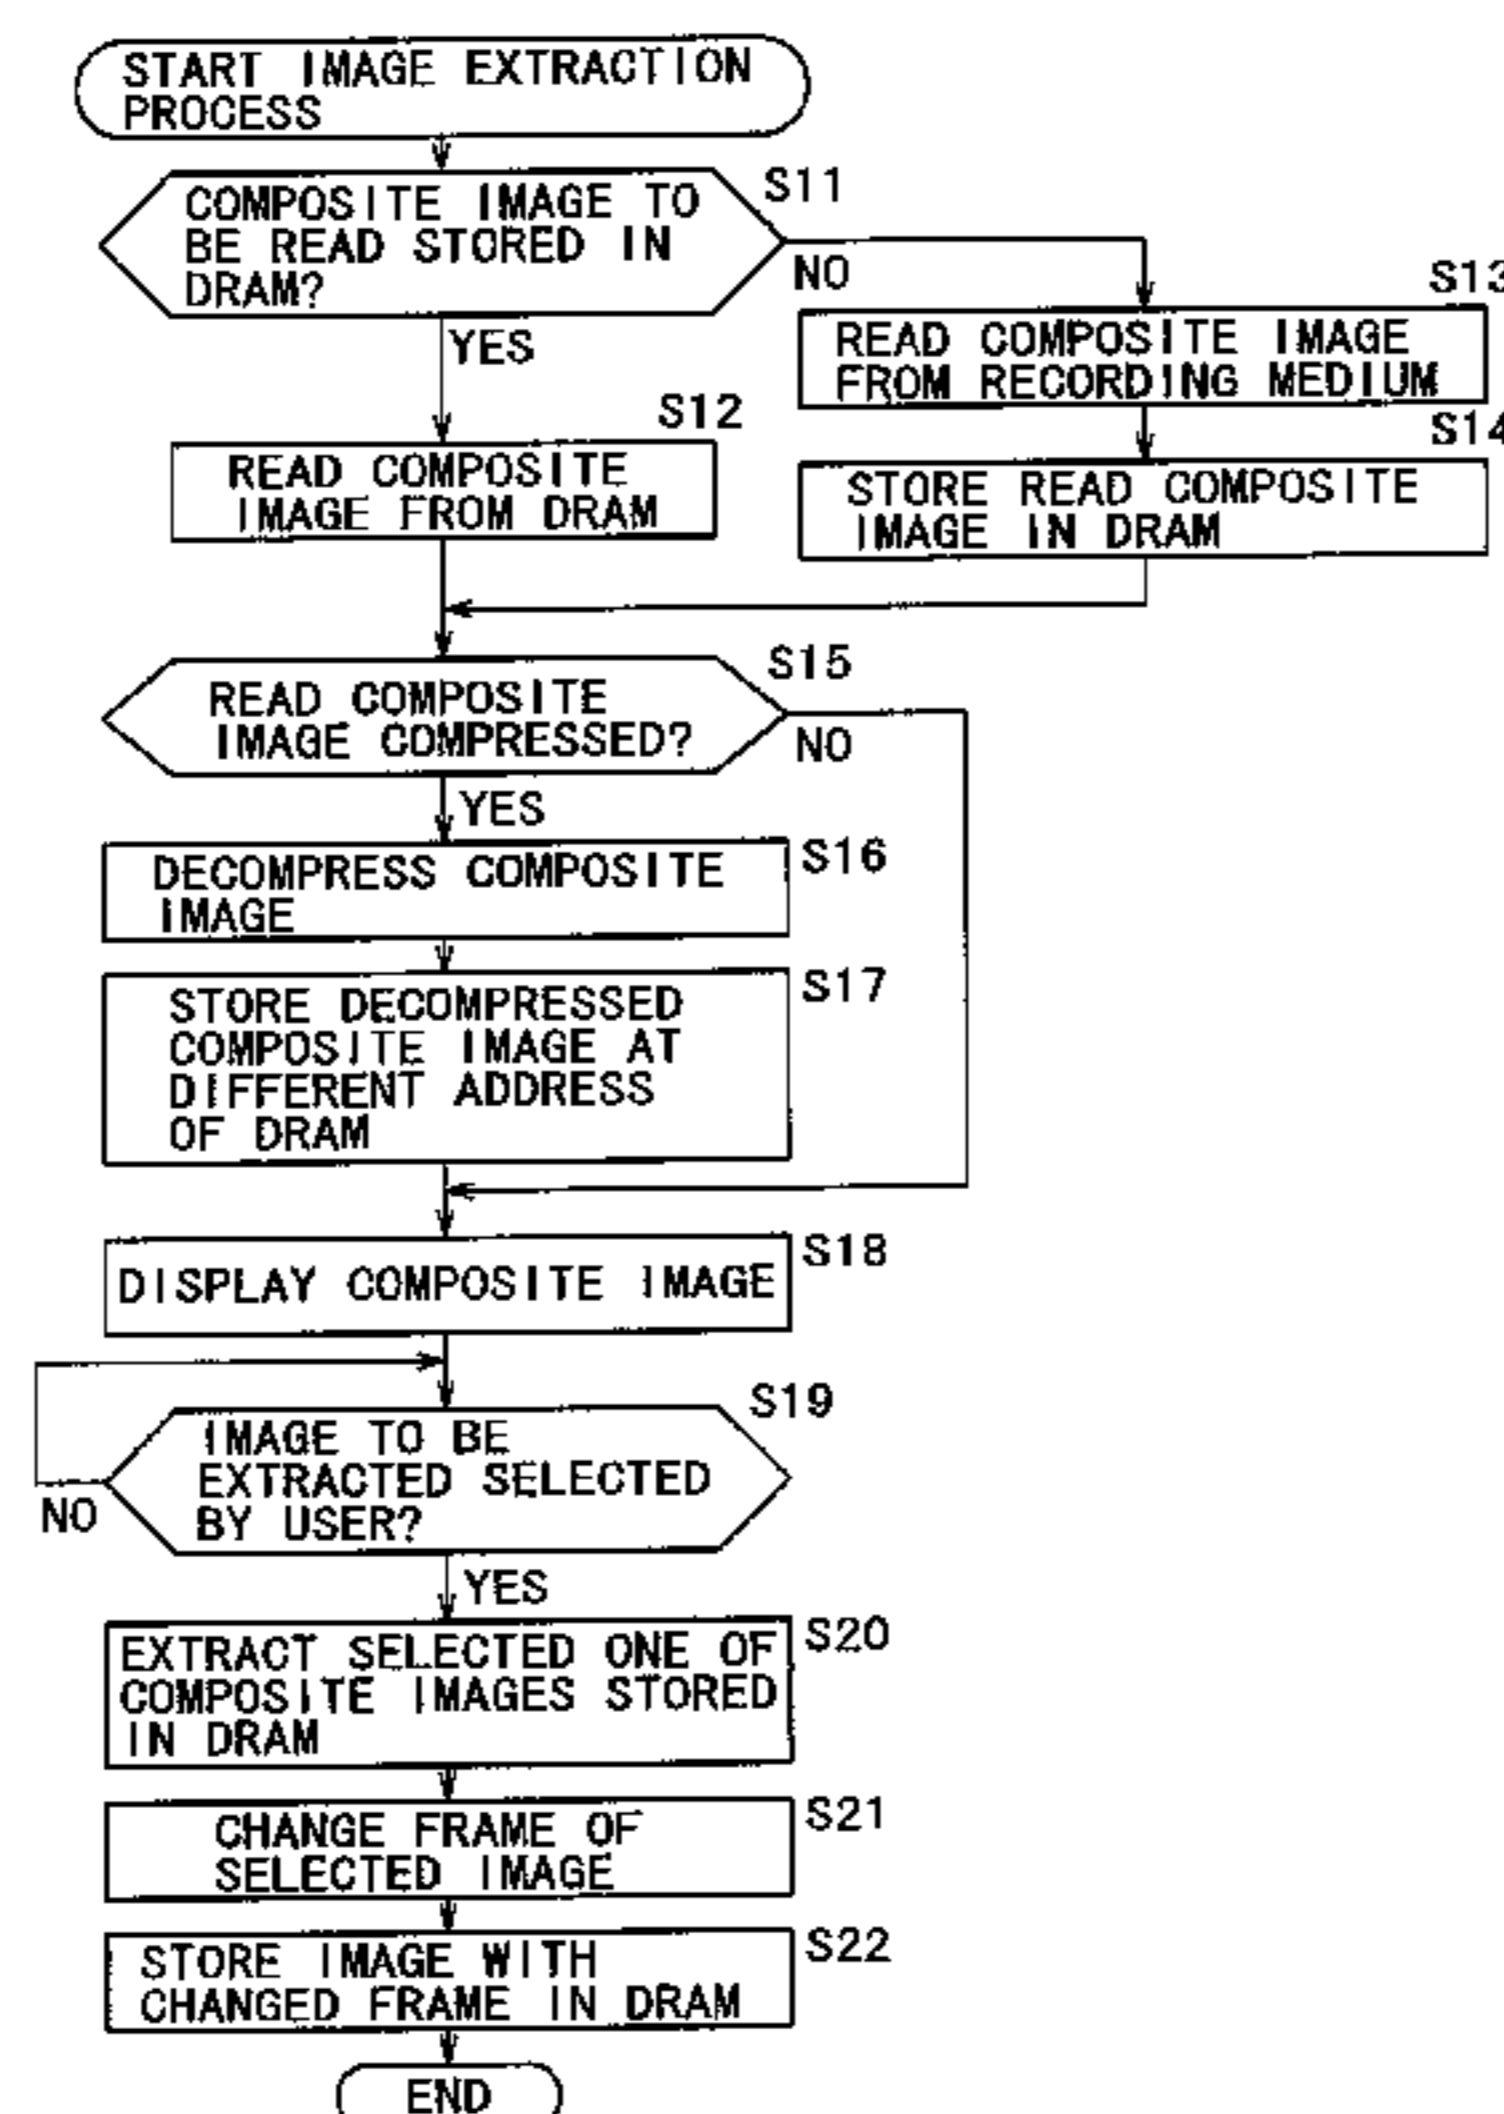 START IMAGE EXTRACTION
PROCESS
COMPOSITE IMAGE TO
BE READ STORED IN
DRAM?
S11
NO
YES
S13
READ COMPOSITE IMAGE
FROM RECORDING MEDIUM
S12
READ COMPOSITE
IMAGE FROM DRAM
S14
STORE READ COMPOSITE
IMAGE IN DRAM
S15
READ COMPOSITE
IMAGE COMPRESSED?
NO
YES
DECOMPRESS COMPOSITE
IMAGE
S16
STORE DECOMPRESSED
COMPOSITE IMAGE AT
DIFFERENT ADDRESS
OF DRAM
S17
DISPLAY COMPOSITE IMAGE
S18
IMAGE TO BE
EXTRACTED SELECTED
BY USER?
S19
NO
YES
EXTRACT SELECTED ONE OF
COMPOSITE IMAGES STORED
IN DRAM
S20
CHANGE FRAME OF
SELECTED IMAGE
S21
STORE IMAGE WITH
CHANGED FRAME IN DRAM
S22
END